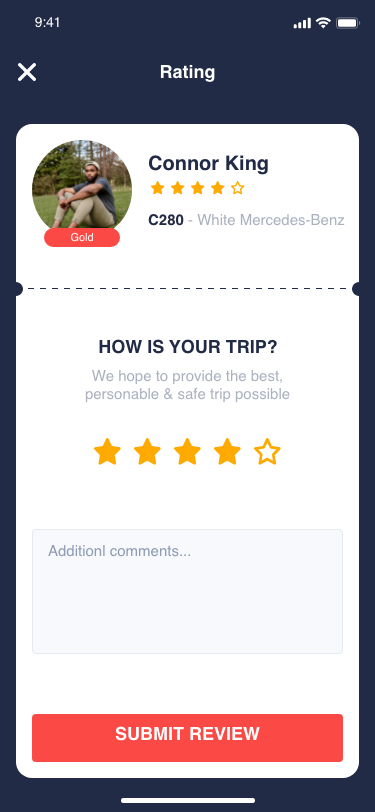 9:41
Rating
Connor King
C280 - White Mercedes-Benz
Gold
HOW IS YOUR TRIP?
We hope to provide the best,
personable & safe trip possible
Additionl comments...
SUBMIT REVIEW